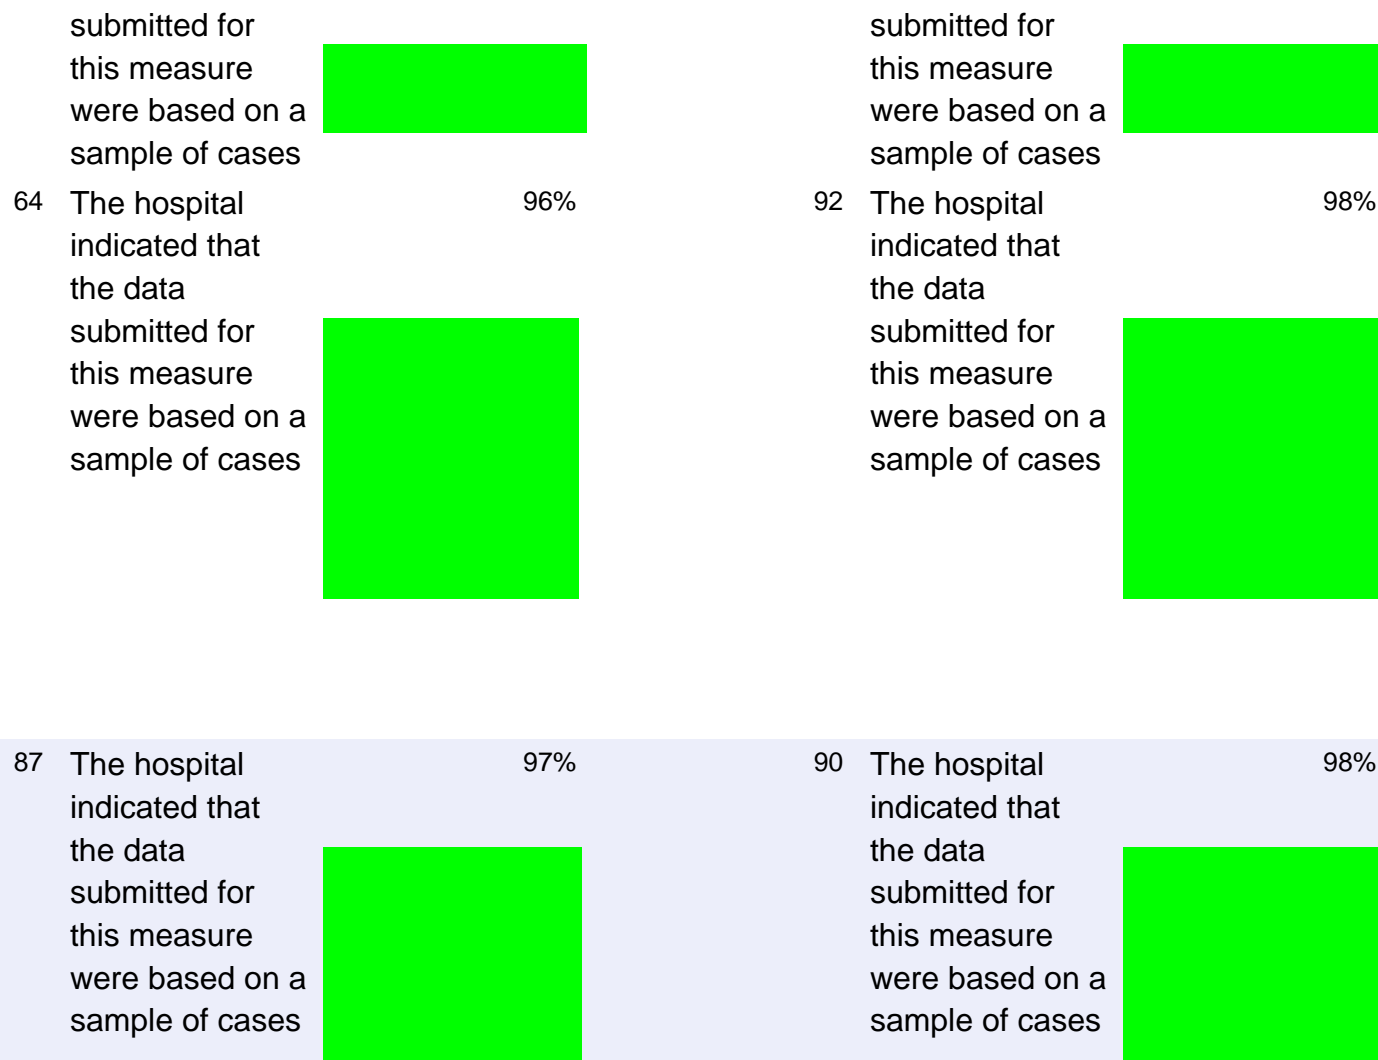 submitted for
this measure
were based on a
sample of cases
submitted for
this measure
were based on a
sample of cases
64 The hospital 96%
indicated that
the data
submitted for
this measure
were based on a
sample of cases
92 The hospital 98%
indicated that
the data
submitted for
this measure
were based on a
sample of cases
87 The hospital 97%
indicated that
the data
submitted for
this measure
were based on a
sample of cases
90 The hospital 98%
indicated that
the data
submitted for
this measure
were based on a
sample of cases